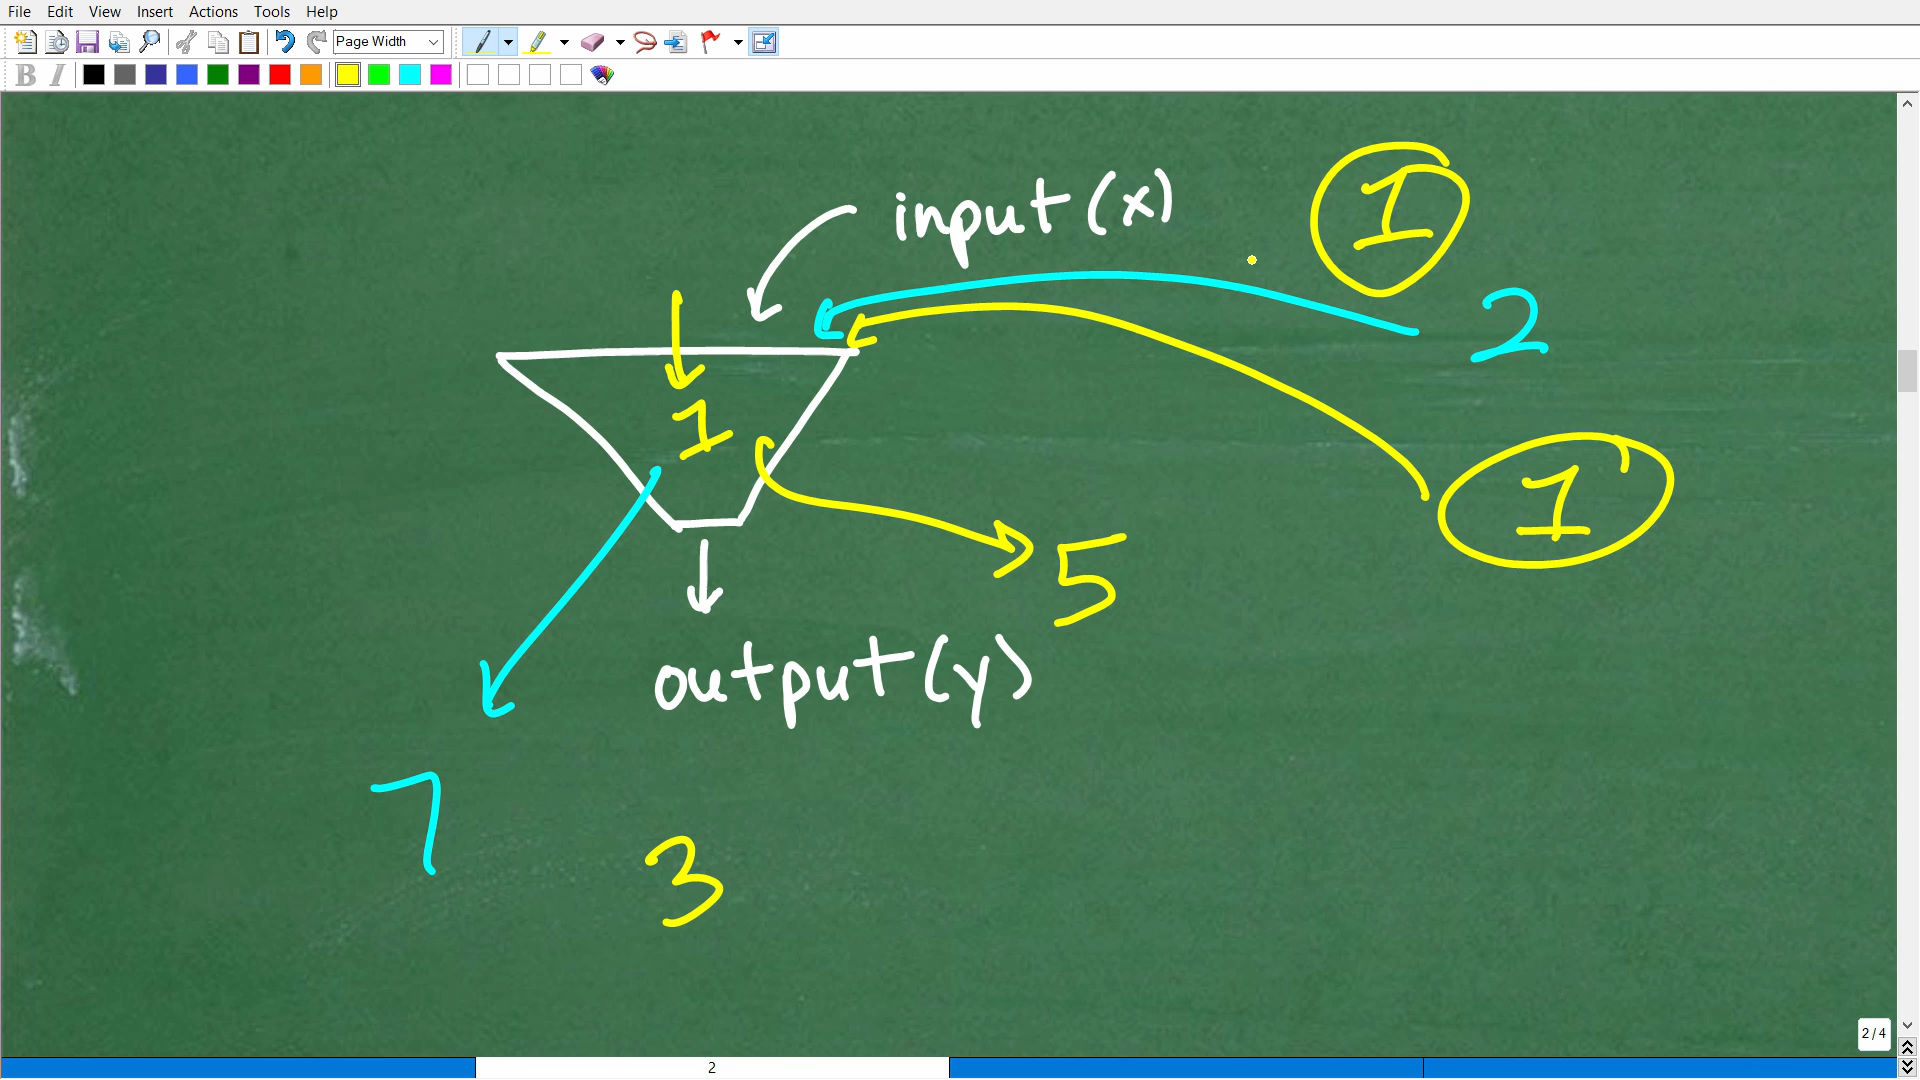 File Edit View Insert Actions Tools Help
Page Width
B I
input (x)
1
2
1
1
5
output (y)
7
3
2 / 4
2